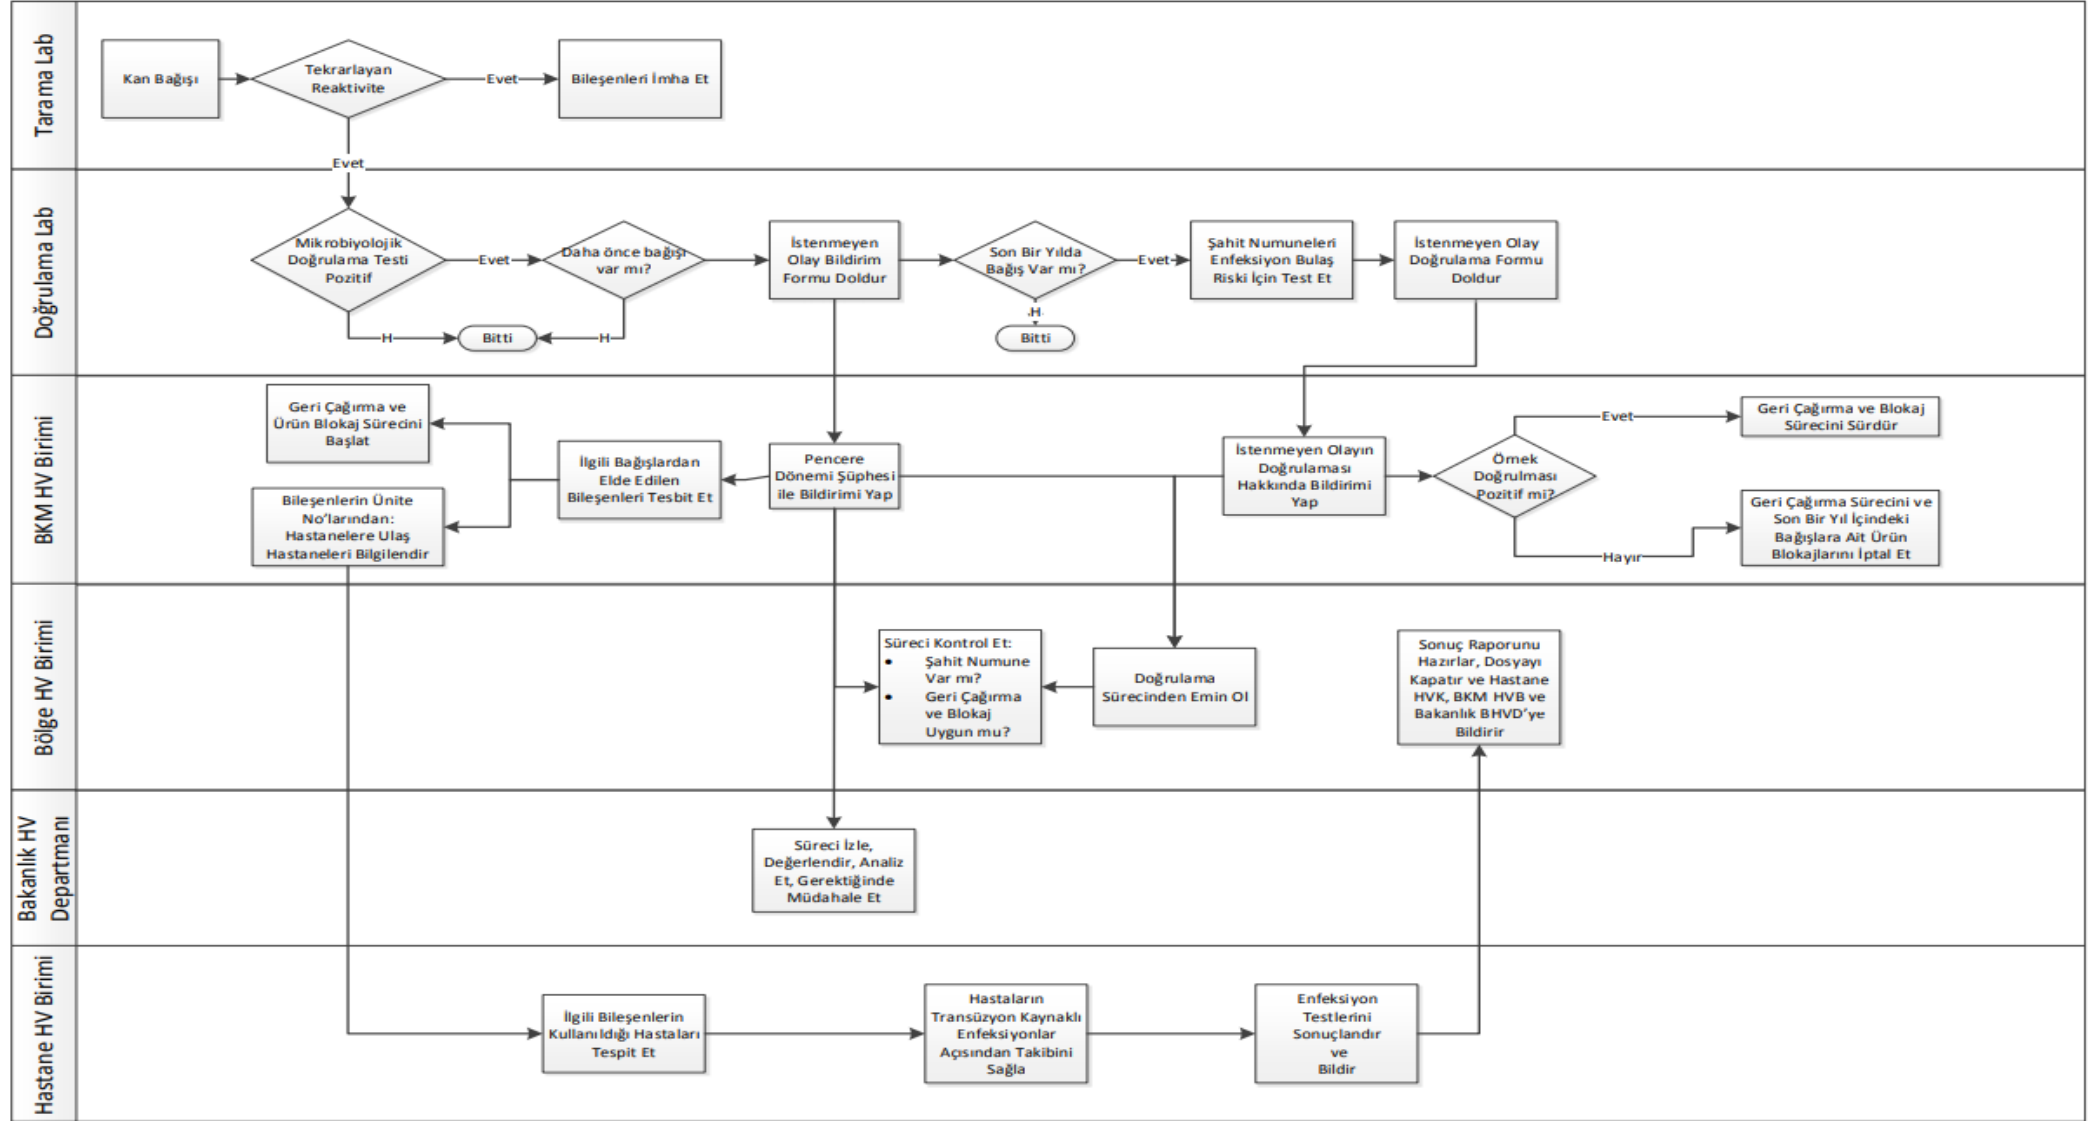 Tarama Lab
Kan Bağışı
Tekrarlayan
Reaktivite
Evet
Bileşenleri İmha Et
Evet
Doğrulama Lab
Mikrobiyolojik
Doğrulama Testi
Pozitif
Evet
H
Daha önce bağışı
var mı?
H
Bitti
İstenmeyen
Olay Bildirim
Formu Doldur
Son Bir Yılda
Bağış Var mı?
H
Bitti
Evet
Şahit Numuneleri
Enfeksiyon Bulaş
Riski İçin Test Et
İstenmeyen Olay
Doğrulama Formu
Doldur
BKM HV Birimi
Geri Çağırma ve
Ürün Blokaj Sürecini
Başlat
Bileşenlerin Ünite
No'larından:
Hastanelere Ulaş
Hastaneleri Bilgilendir
İlgili Bağışlardan
Elde Edilen
Bileşenleri Tesbit Et
Pencere
Dönemi Şüphesi
ile Bildirimi Yap
İstenmeyen Olayın
Doğrulaması
Hakkında Bildirimi
Yap
Örnek
Doğrulması
Pozitif mi?
Evet
Geri Çağırma ve Blokaj
Sürecini Sürdür
Hayır
Geri Çağırma Sürecini ve
Son Bir Yıl İçindeki
Bağışlara Ait Ürün
Blokajlarını İptal Et
Bölge HV Birimi
Süreci Kontrol Et:
• Şahit Numune
Var mı?
• Geri Çağırma
ve Blokaj
Uygun mu?
Doğrulama
Sürecinden Emin Ol
Sonuç Raporunu
Hazırlar, Dosyayı
Kapatır ve Hastane
HVK, BKM HVB ve
Bakanlık BHVD'ye
Bildirir
Bakanlık HV
Departmanı
Süreci İzle,
Değerlendir, Analiz
Et, Gerektiğinde
Müdahale Et
Hastane HV Birimi
İlgili Bileşenlerin
Kullanıldığı Hastaları
Tespit Et
Hastaların
Transüzyon Kaynaklı
Enfeksiyonlar
Açısından Takibini
Sağla
Enfeksiyon
Testlerini
Sonuçlandır
ve
Bildir